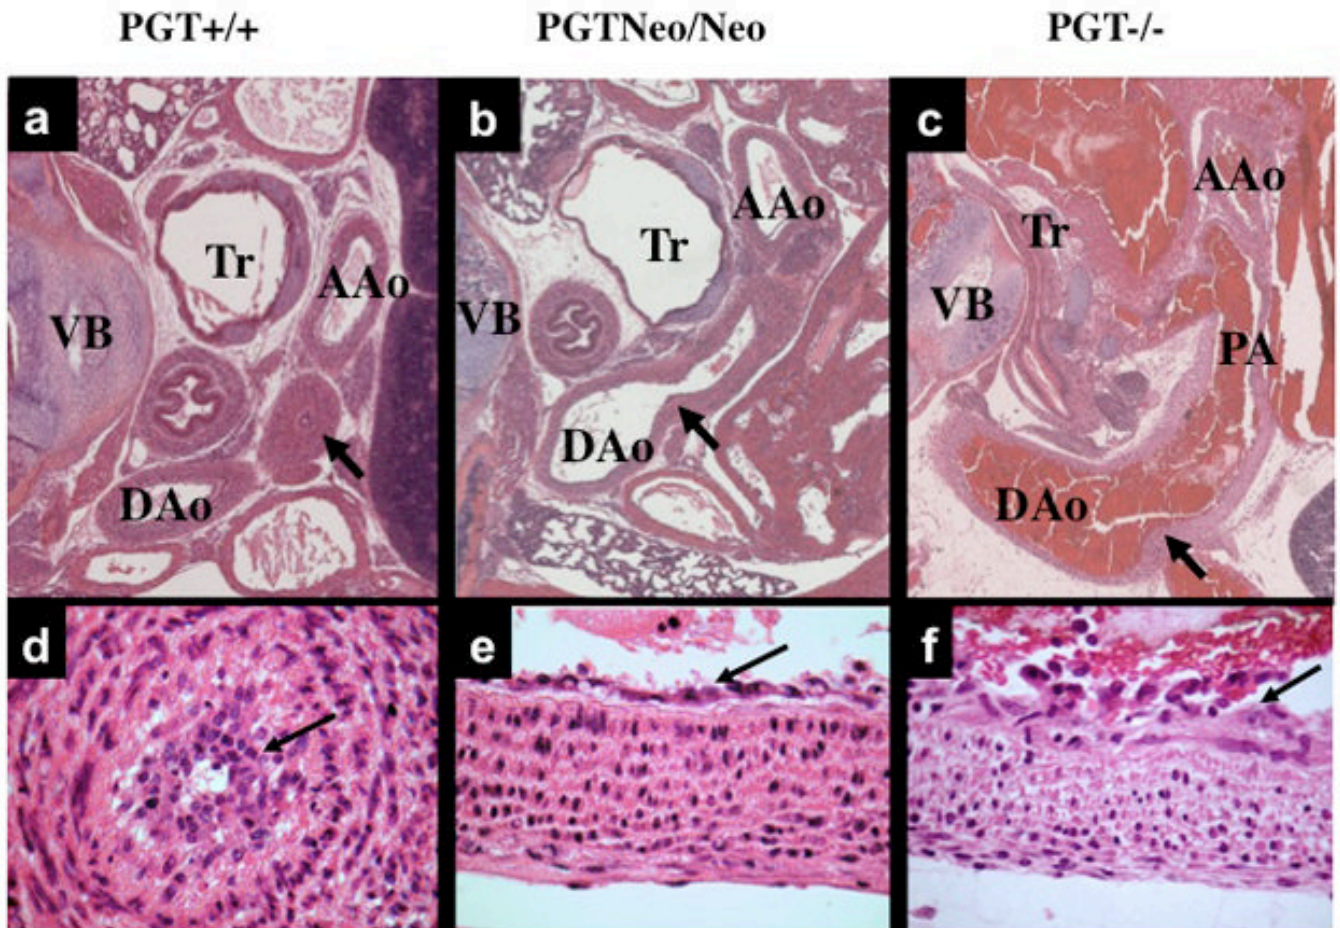 PGT+/+
PGTNeo/Neo
PGT-/-
a
Tr
AAo
VB
DAo
b
AAo
Tr
VB
DAo
c
AAo
Tr
VB
PA
DAo
d
e
f